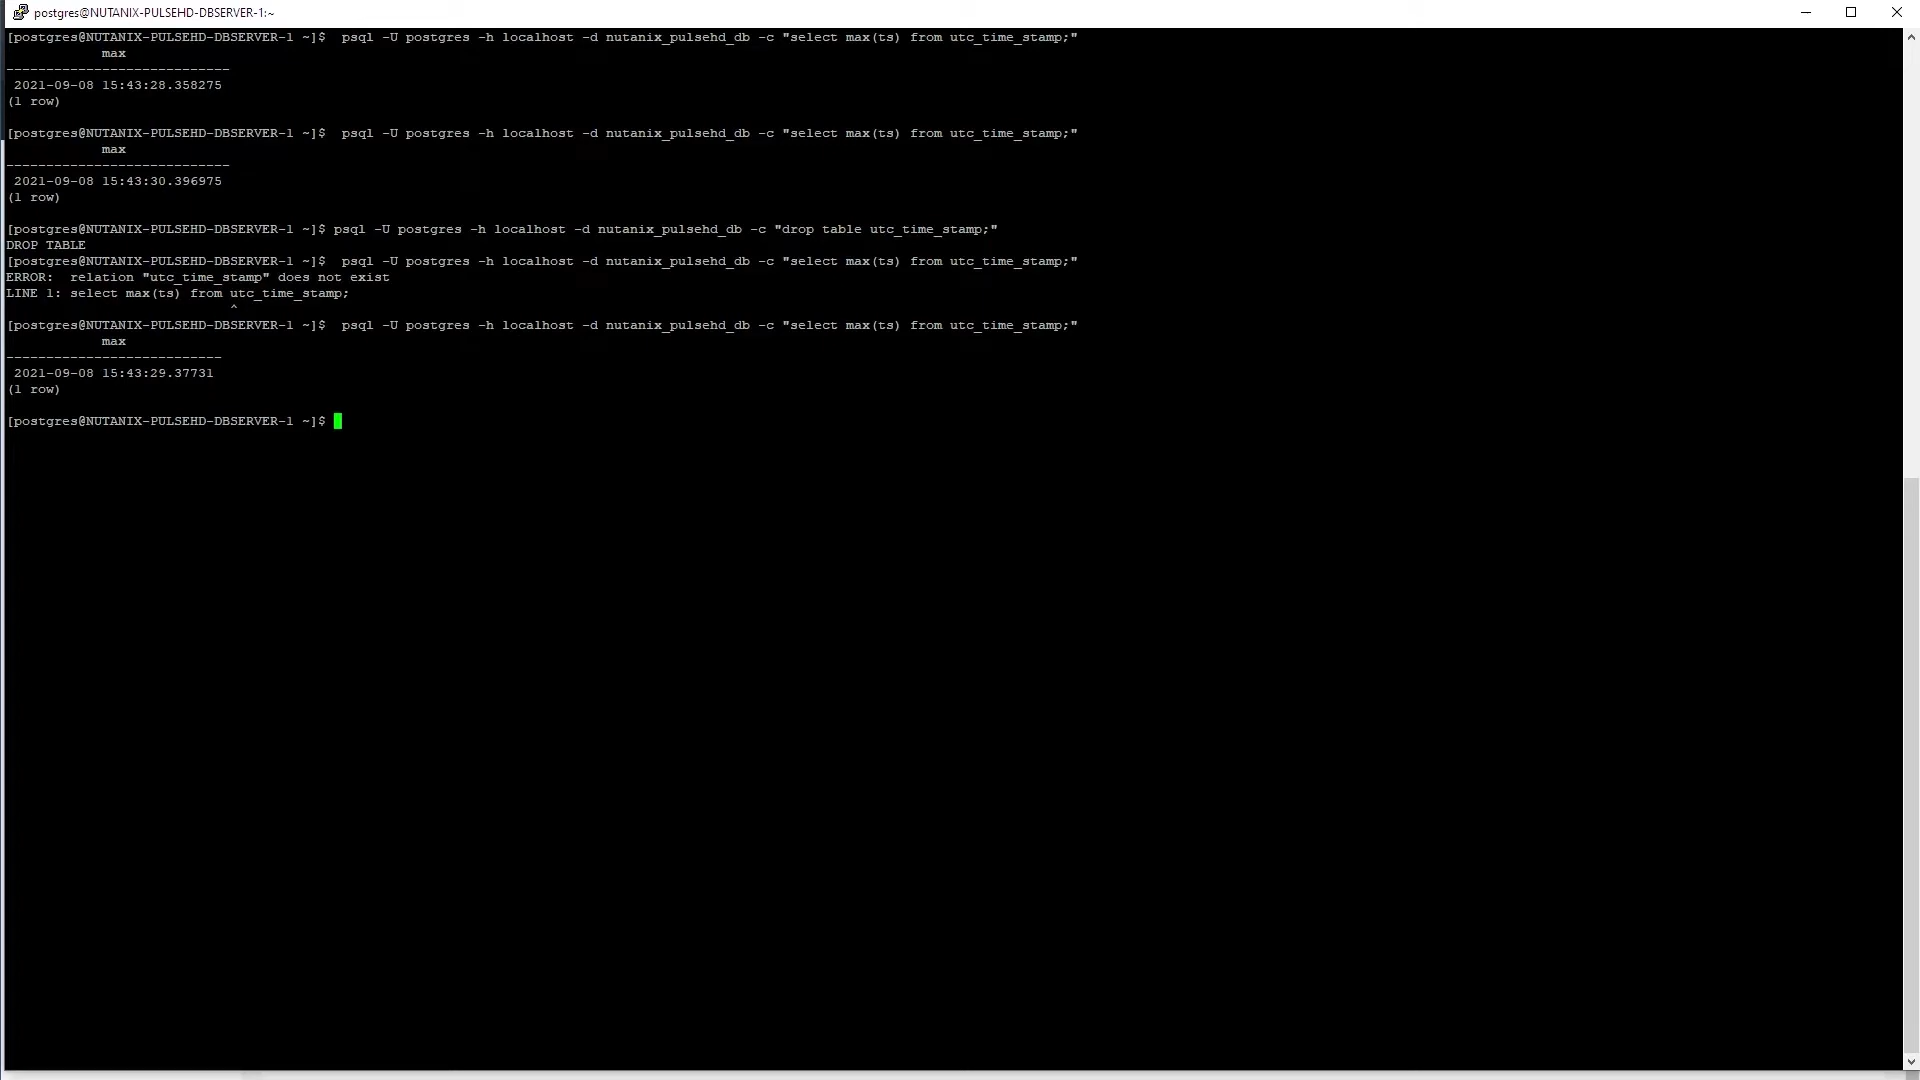 postgres@NUTANIX-PULSEHD-DBSERVER-1:~
[postgres@NUTANIX-PULSEHD-DBSERVER-1 ~]$  psql -U postgres -h localhost -d nutanix_pulsehd_db -c "select max(ts) from utc_time_stamp;"
            max
----------------------------
 2021-09-08 15:43:28.358275
(1 row)
[postgres@NUTANIX-PULSEHD-DBSERVER-1 ~]$  psql -U postgres -h localhost -d nutanix_pulsehd_db -c "select max(ts) from utc_time_stamp;"
            max
----------------------------
 2021-09-08 15:43:30.396975
(1 row)
[postgres@NUTANIX-PULSEHD-DBSERVER-1 ~]$ psql -U postgres -h localhost -d nutanix_pulsehd_db -c "drop table utc_time_stamp;"
DROP TABLE
[postgres@NUTANIX-PULSEHD-DBSERVER-1 ~]$  psql -U postgres -h localhost -d nutanix_pulsehd_db -c "select max(ts) from utc_time_stamp;"
ERROR:  relation "utc_time_stamp" does not exist
LINE 1: select max(ts) from utc_time_stamp;
                            ^
[postgres@NUTANIX-PULSEHD-DBSERVER-1 ~]$  psql -U postgres -h localhost -d nutanix_pulsehd_db -c "select max(ts) from utc_time_stamp;"
            max
---------------------------
 2021-09-08 15:43:29.37731
(1 row)
[postgres@NUTANIX-PULSEHD-DBSERVER-1 ~]$